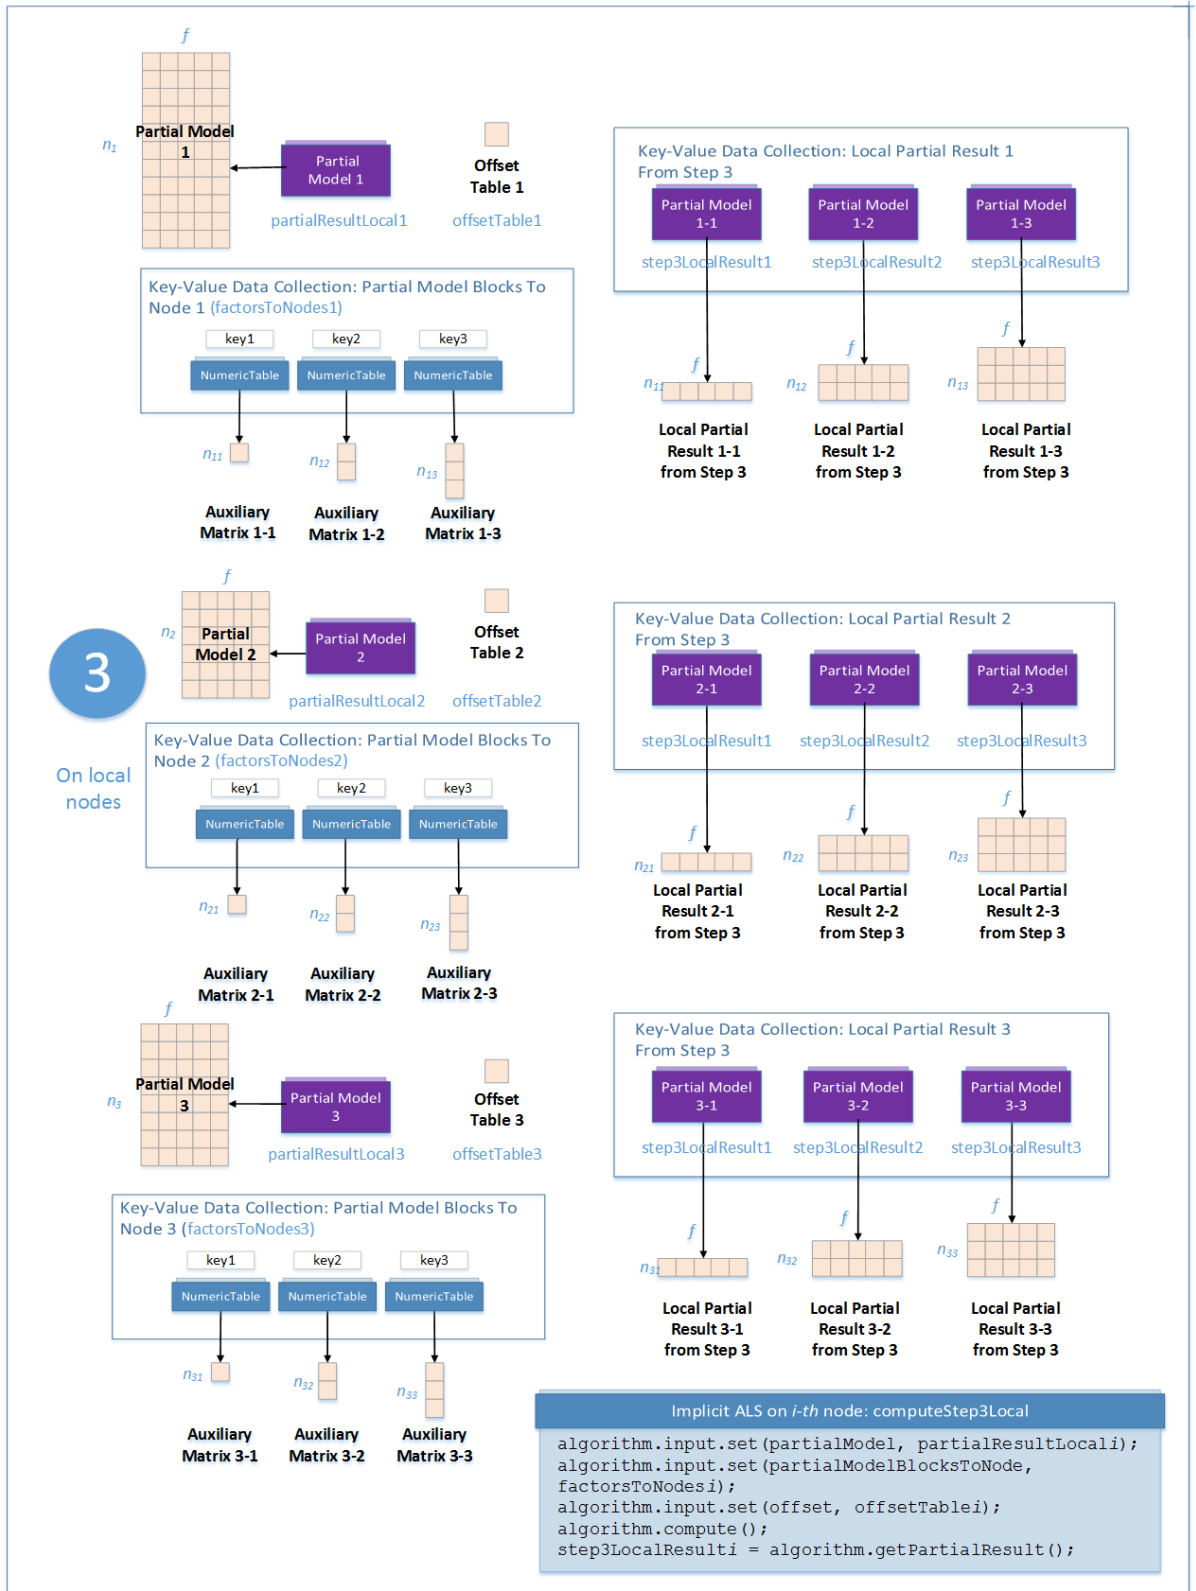 f
n1
Partial Model
1
Partial
Model 1
partialResultLocal1
Offset
Table 1
offsetTable1
Key-Value Data Collection: Partial Model Blocks To
Node 1 (factorsToNodes1)
key1
key2
key3
NumericTable
NumericTable
NumericTable
n11
n12
n13
Auxiliary
Matrix 1-1
Auxiliary
Matrix 1-2
Auxiliary
Matrix 1-3
Key-Value Data Collection: Local Partial Result 1
From Step 3
Partial Model
1-1
Partial Model
1-2
Partial Model
1-3
step3LocalResult1
step3LocalResult2
step3LocalResult3
f
f
f
n11
n12
n13
Local Partial
Result 1-1
from Step 3
Local Partial
Result 1-2
from Step 3
Local Partial
Result 1-3
from Step 3
3
On local
nodes
f
n2
Partial
Model 2
Partial Model
2
partialResultLocal2
Offset
Table 2
offsetTable2
Key-Value Data Collection: Partial Model Blocks To
Node 2 (factorsToNodes2)
key1
key2
key3
NumericTable
NumericTable
NumericTable
n21
n22
n23
Auxiliary
Matrix 2-1
Auxiliary
Matrix 2-2
Auxiliary
Matrix 2-3
Key-Value Data Collection: Local Partial Result 2
From Step 3
Partial Model
2-1
Partial Model
2-2
Partial Model
2-3
step3LocalResult1
step3LocalResult2
step3LocalResult3
f
f
f
n21
n22
n23
Local Partial
Result 2-1
from Step 3
Local Partial
Result 2-2
from Step 3
Local Partial
Result 2-3
from Step 3
f
n3
Partial Model
3
Partial Model
3
partialResultLocal3
Offset
Table 3
offsetTable3
Key-Value Data Collection: Partial Model Blocks To
Node 3 (factorsToNodes3)
key1
key2
key3
NumericTable
NumericTable
NumericTable
n31
n32
n33
Auxiliary
Matrix 3-1
Auxiliary
Matrix 3-2
Auxiliary
Matrix 3-3
Key-Value Data Collection: Local Partial Result 3
From Step 3
Partial Model
3-1
Partial Model
3-2
Partial Model
3-3
step3LocalResult1
step3LocalResult2
step3LocalResult3
f
f
f
n31
n32
n33
Local Partial
Result 3-1
from Step 3
Local Partial
Result 3-2
from Step 3
Local Partial
Result 3-3
from Step 3
Implicit ALS on i-th node: computeStep3Local
algorithm.input.set(partialModel, partialResultLocali);
algorithm.input.set(partialModelBlocksToNode,
factorsToNodesi);
algorithm.input.set(offset, offsetTablei);
algorithm.compute();
step3LocalResulti = algorithm.getPartialResult();